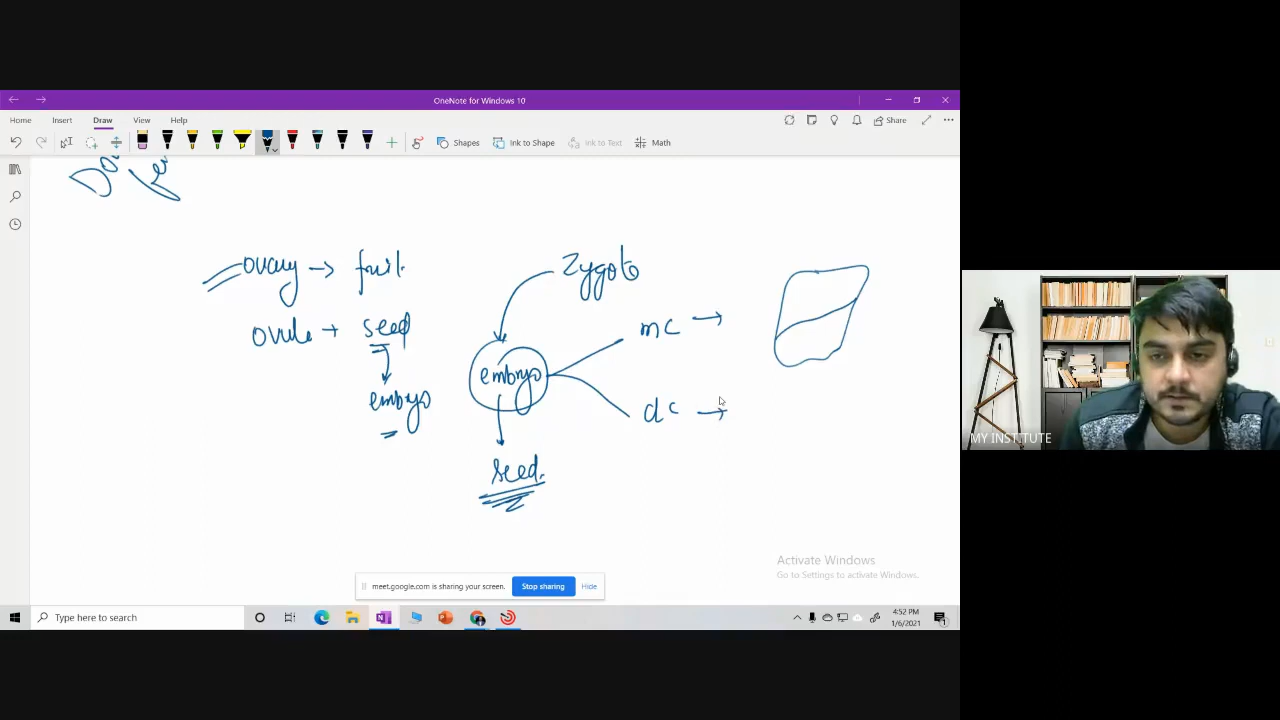 OneNote for Windows 10
Home Insert Draw View Help
Share
Shapes Ink to Shape Ink to Text Math
ovary → fruit.
ovule → seed
embryo
Zygote
embryo
mc →
dc →
seed.
MY INSTITUTE
Activate Windows
Go to Settings to activate Windows.
meet.google.com is sharing your screen. Stop sharing Hide
Type here to search
4:52 PM
1/6/2021